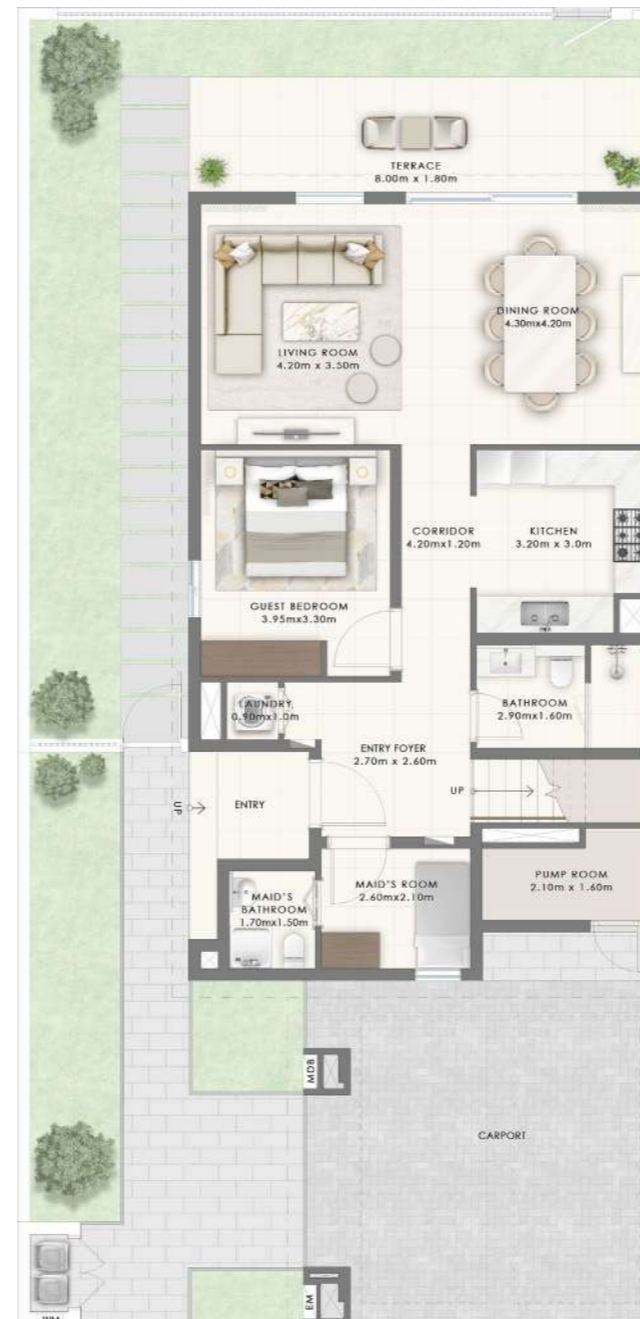 TERRACE
8.00m x 1.80m
DINING ROOM
4.30mx4.20m
LIVING ROOM
4.20m x 3.50m
CORRIDOR
4.20mx1.20m
KITCHEN
3.20m x 3.0m
GUEST BEDROOM
3.95mx3.30m
LAUNDRY
0.90mx1.0m
BATHROOM
2.90mx1.60m
ENTRY FOYER
2.70m x 2.60m
UP
UP
ENTRY
MAID'S
BATHROOM
1.70mx1.50m
MAID'S ROOM
2.60mx2.10m
PUMP ROOM
2.10m x 1.60m
MDB
CARPORT
EM